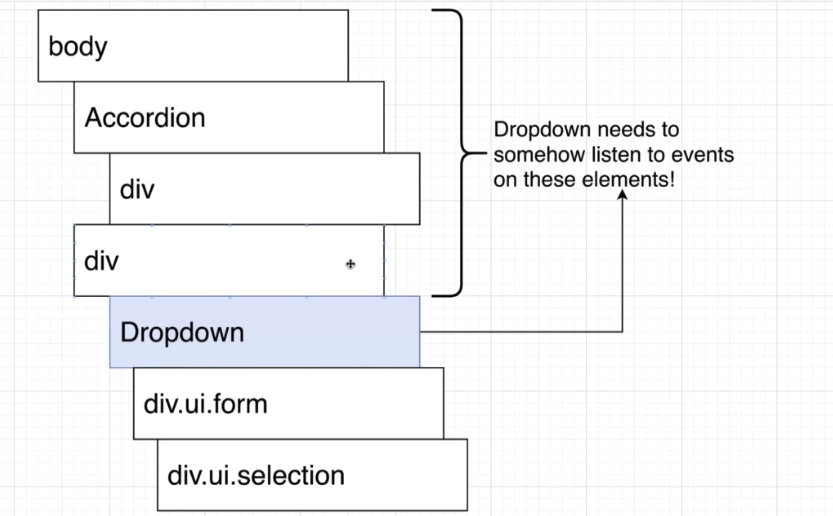 body
Accordion
div
div
Dropdown
div.ui.form
div.ui.selection
Dropdown needs to
somehow listen to events
on these elements!